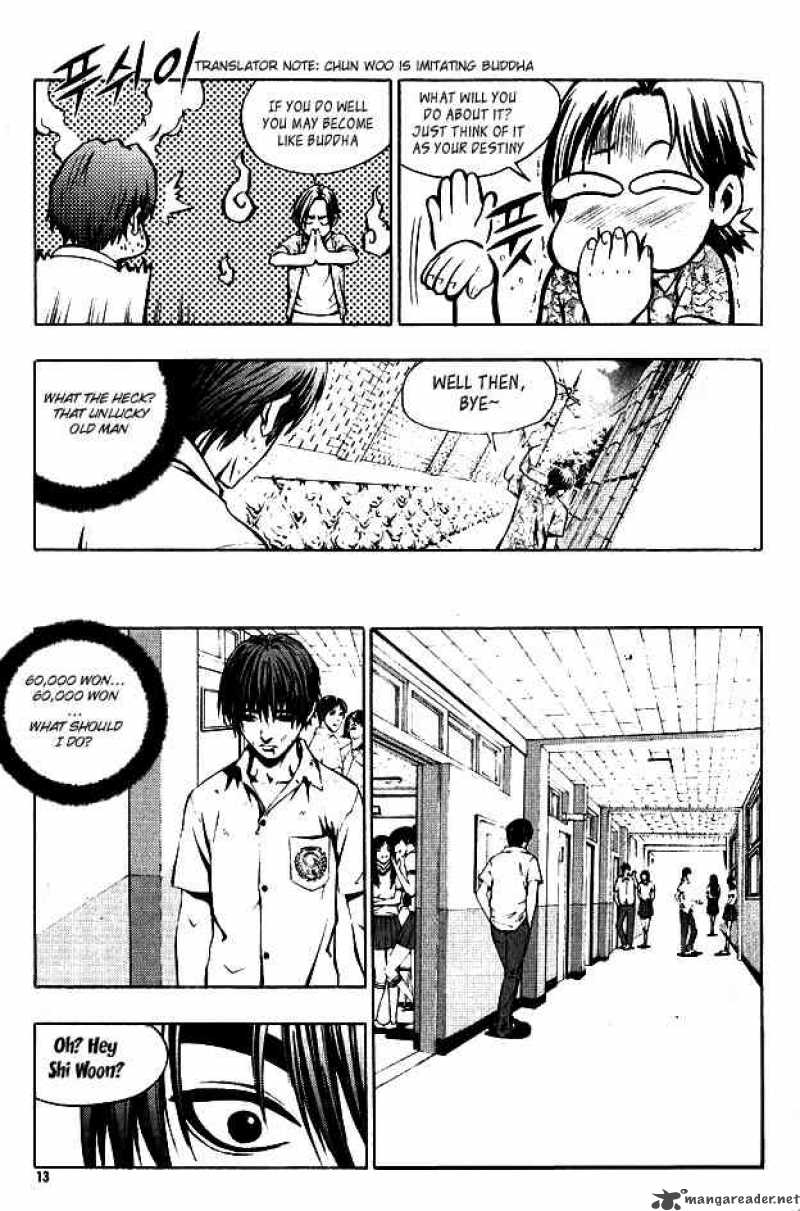 푸쉬이
TRANSLATOR NOTE: CHUN WOO IS IMITATING BUDDHA
IF YOU DO WELL
YOU MAY BECOME
LIKE BUDDHA
WHAT WILL YOU
DO ABOUT IT?
JUST THINK OF IT
AS YOUR DESTINY
풋
WHAT THE HECK?
THAT UNLUCKY
OLD MAN
WELL THEN,
BYE~
60,000 WON...
60,000 WON
...
WHAT SHOULD
I DO?
Oh? Hey
Shi Woon?
13
mangareader.net